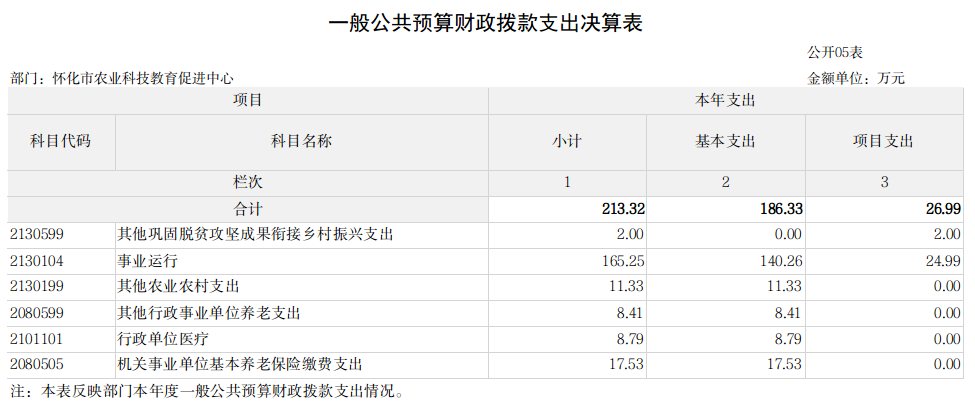 一般公共预算财政拨款支出决算表
公开05表
部门：怀化市农业科技教育促进中心 金额单位：万元
项目 本年支出
科目代码 科目名称 小计 基本支出 项目支出
栏次 1 2 3
合计 213.32 186.33 26.99
2130599 其他巩固脱贫攻坚成果衔接乡村振兴支出 2.00 0.00 2.00
2130104 事业运行 165.25 140.26 24.99
2130199 其他农业农村支出 11.33 11.33 0.00
2080599 其他行政事业单位养老支出 8.41 8.41 0.00
2101101 行政单位医疗 8.79 8.79 0.00
2080505 机关事业单位基本养老保险缴费支出 17.53 17.53 0.00
注：本表反映部门本年度一般公共预算财政拨款支出情况。